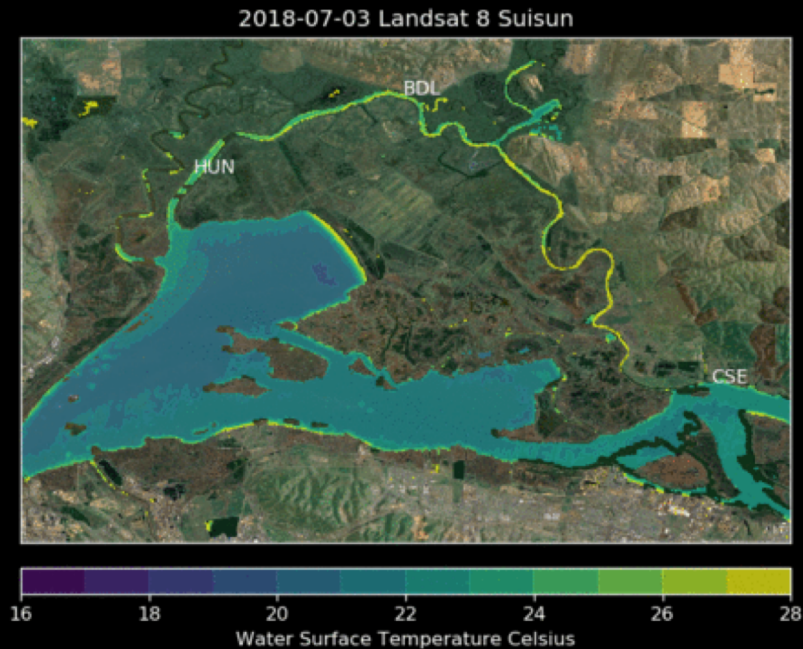 2018-07-03 Landsat 8 Suisun
BDL
HUN
CSE
16 18 20 22 24 26 28
Water Surface Temperature Celsius